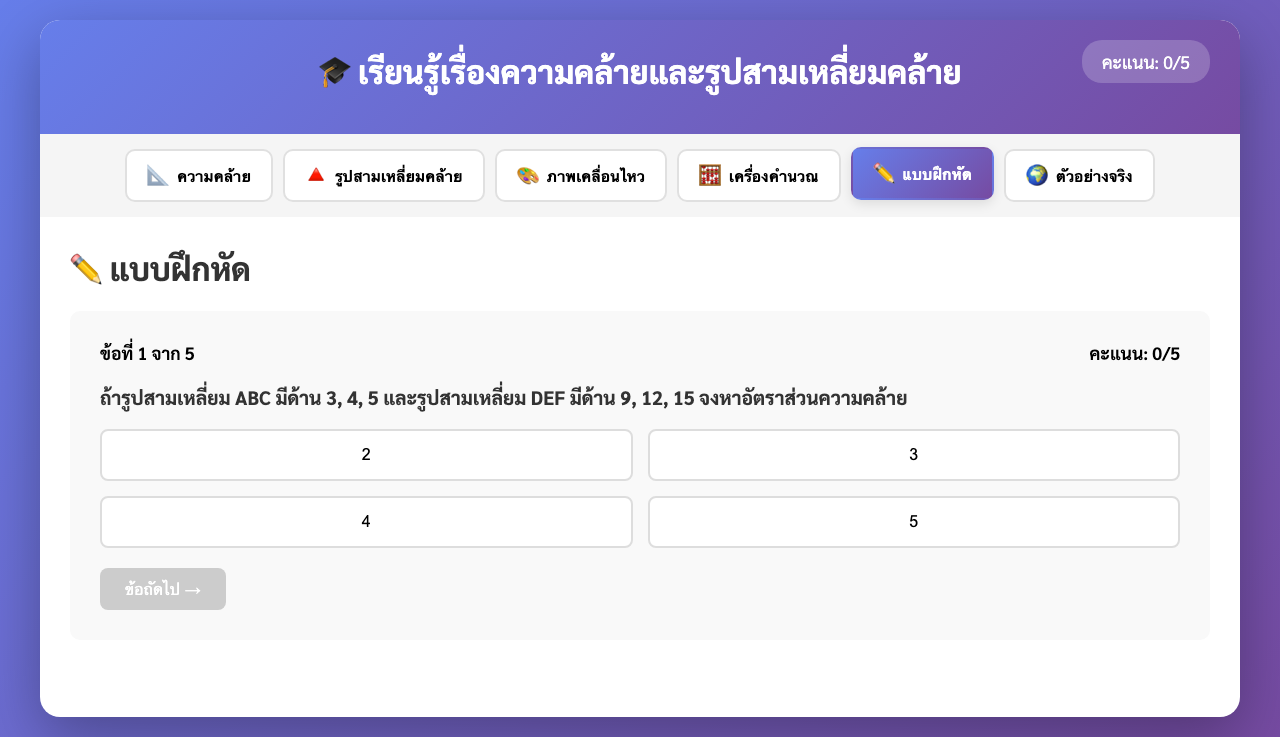 🎓 เรียนรู้เรื่องความคล้ายและรูปสามเหลี่ยมคล้าย
คะแนน: 0/5
📐 ความคล้าย
🔺 รูปสามเหลี่ยมคล้าย
🎨 ภาพเคลื่อนไหว
🧮 เครื่องคำนวณ
✏️ แบบฝึกหัด
🌍 ตัวอย่างจริง
✏️ แบบฝึกหัด
ข้อที่ 1 จาก 5
คะแนน: 0/5
ถ้ารูปสามเหลี่ยม ABC มีด้าน 3, 4, 5 และรูปสามเหลี่ยม DEF มีด้าน 9, 12, 15 จงหาอัตราส่วนความคล้าย
2
3
4
5
ข้อถัดไป →